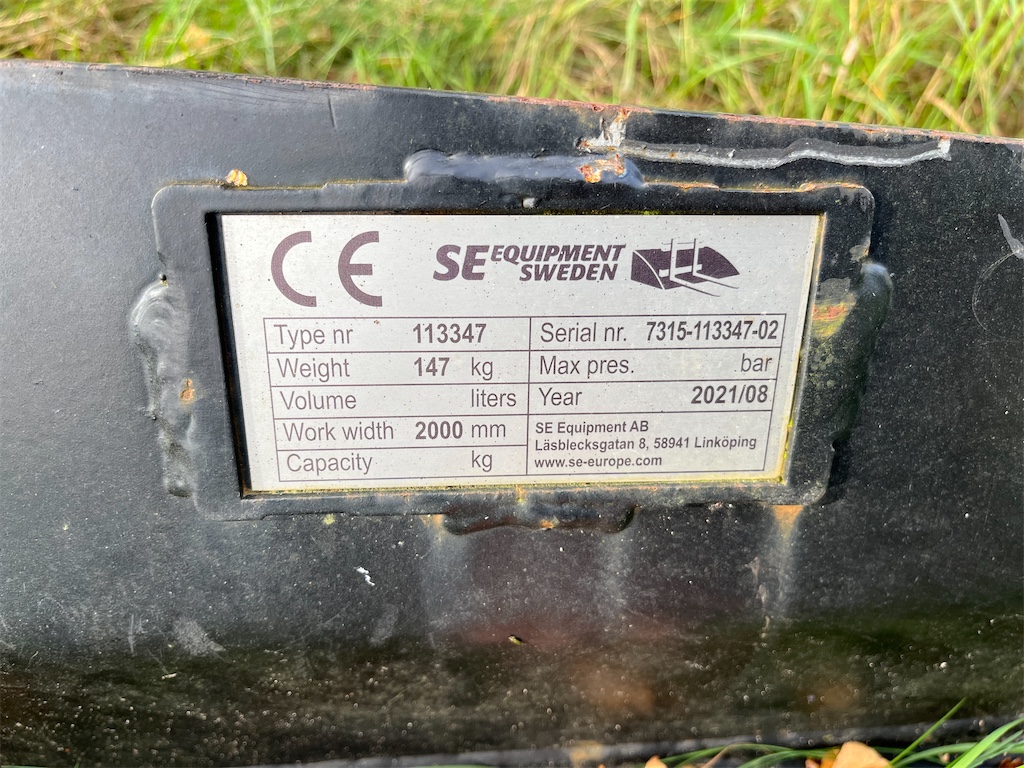 CE SE EQUIPMENT
SWEDEN
Type nr 113347
Weight 147 kg
Volume liters
Work width 2000 mm
Capacity kg
Serial nr. 7315-113347-02
Max pres. bar
Year 2021/08
SE Equipment AB
Läsblecksgatan 8, 58941 Linköping
www.se-europe.com